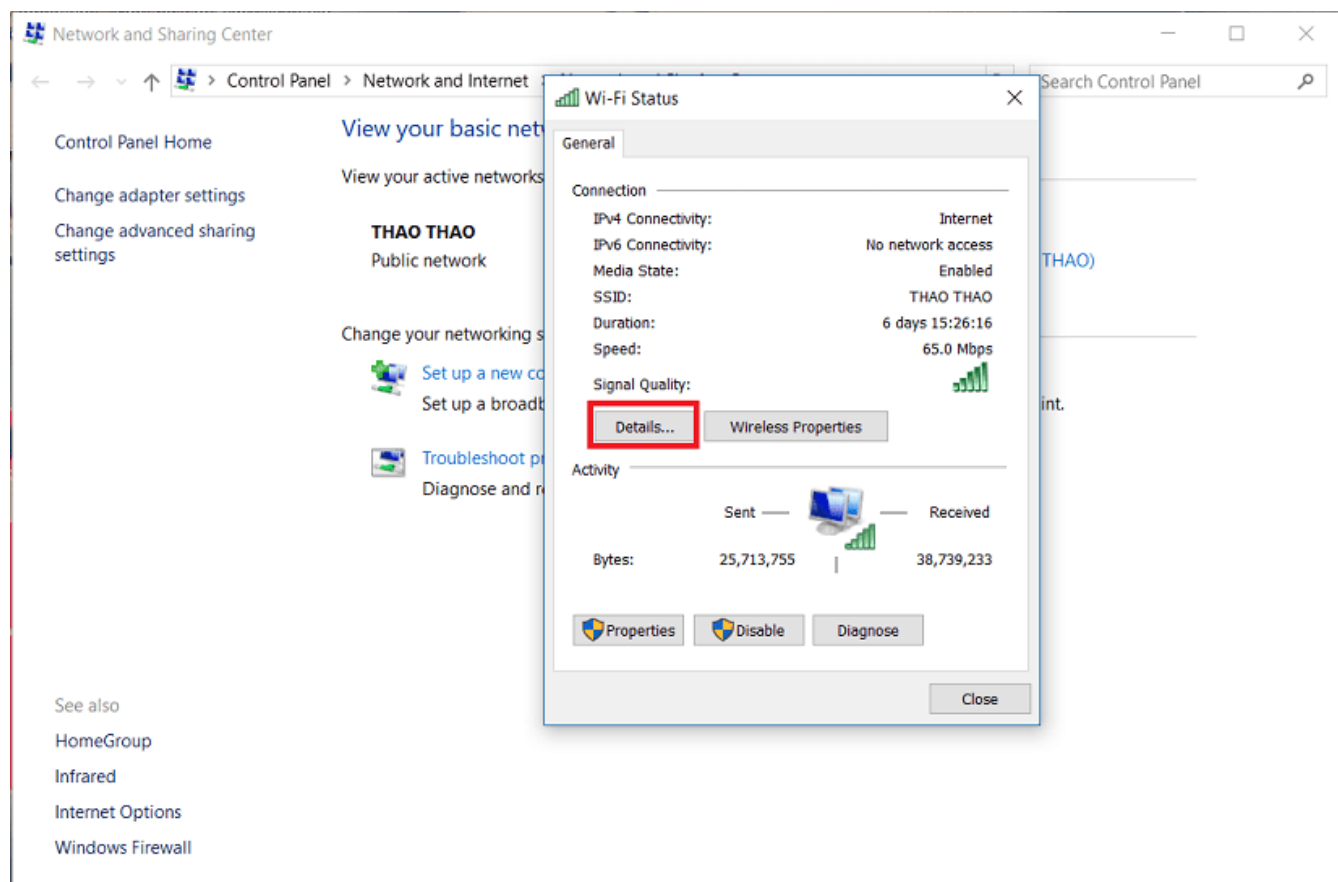 Network and Sharing Center
> Control Panel > Network and Internet
Search Control Panel
Control Panel Home
Change adapter settings
Change advanced sharing
settings
View your basic
View your active networks
THAO THAO
Public network
THAO)
Change your networking
Set up a new
Set up a
int.
Troubleshoot
Diagnose and
See also
HomeGroup
Infrared
Internet Options
Windows Firewall
Wi-Fi Status
General
Connection
IPv4 Connectivity: Internet
IPv6 Connectivity: No network access
Media State: Enabled
SSID: THAO THAO
Duration: 6 days 15:26:16
Speed: 65.0 Mbps
Signal Quality:
Details... Wireless Properties
Activity
Sent Received
Bytes: 25,713,755 38,739,233
Properties Disable Diagnose
Close